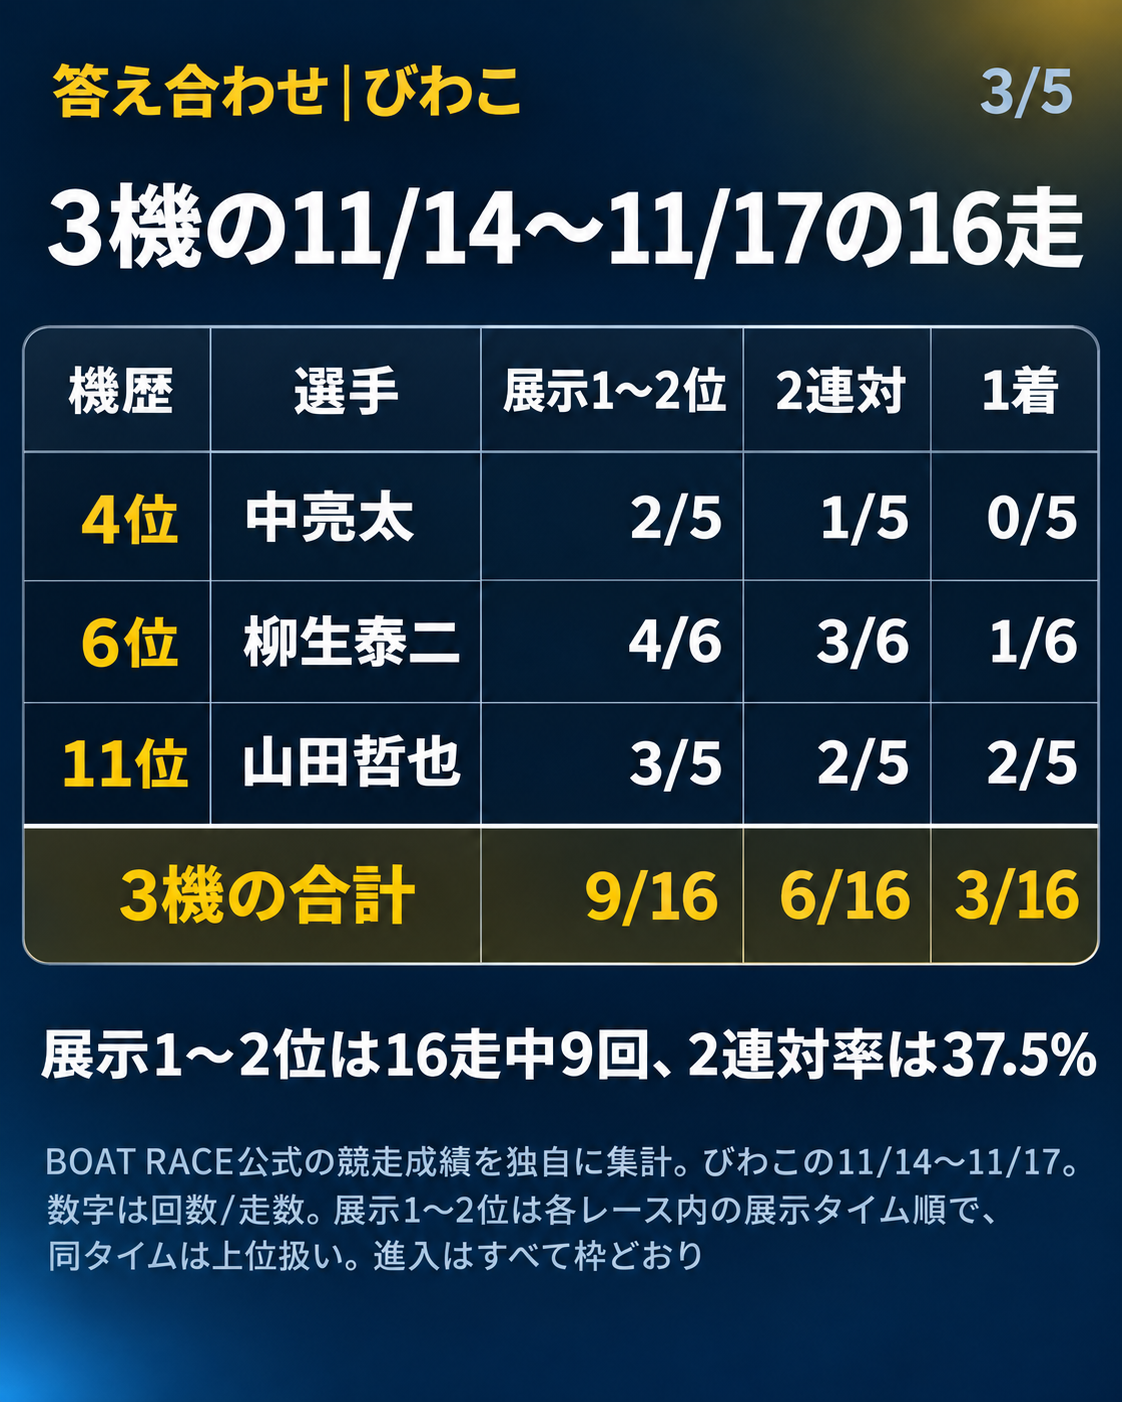 答え合わせ|びわこ 3/5
3機の11/14〜11/17の16走
機歴 選手 展示1〜2位 2連対 1着
4位 中亮太 2/5 1/5 0/5
6位 柳生泰二 4/6 3/6 1/6
11位 山田哲也 3/5 2/5 2/5
3機の合計 9/16 6/16 3/16
展示1〜2位は16走中9回、2連対率は37.5%
BOAT RACE公式の競走成績を独自に集計。びわこの11/14〜11/17。
数字は回数/走数。展示1〜2位は各レース内の展示タイム順で、
同タイムは上位扱い。進入はすべて枠どおり